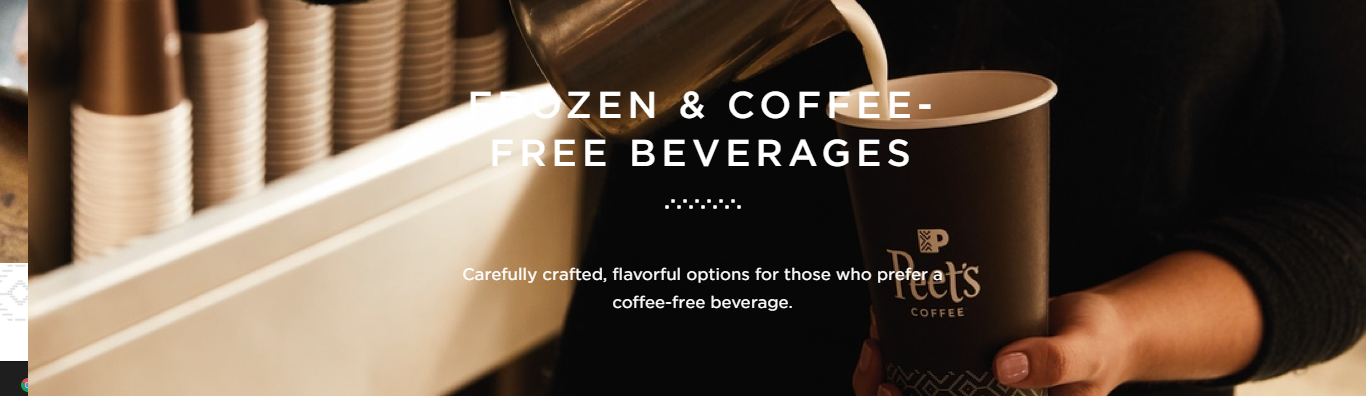 FROZEN & COFFEE-
FREE BEVERAGES
Carefully crafted, flavorful options for those who prefer a
coffee-free beverage.
P
Peet's
COFFEE